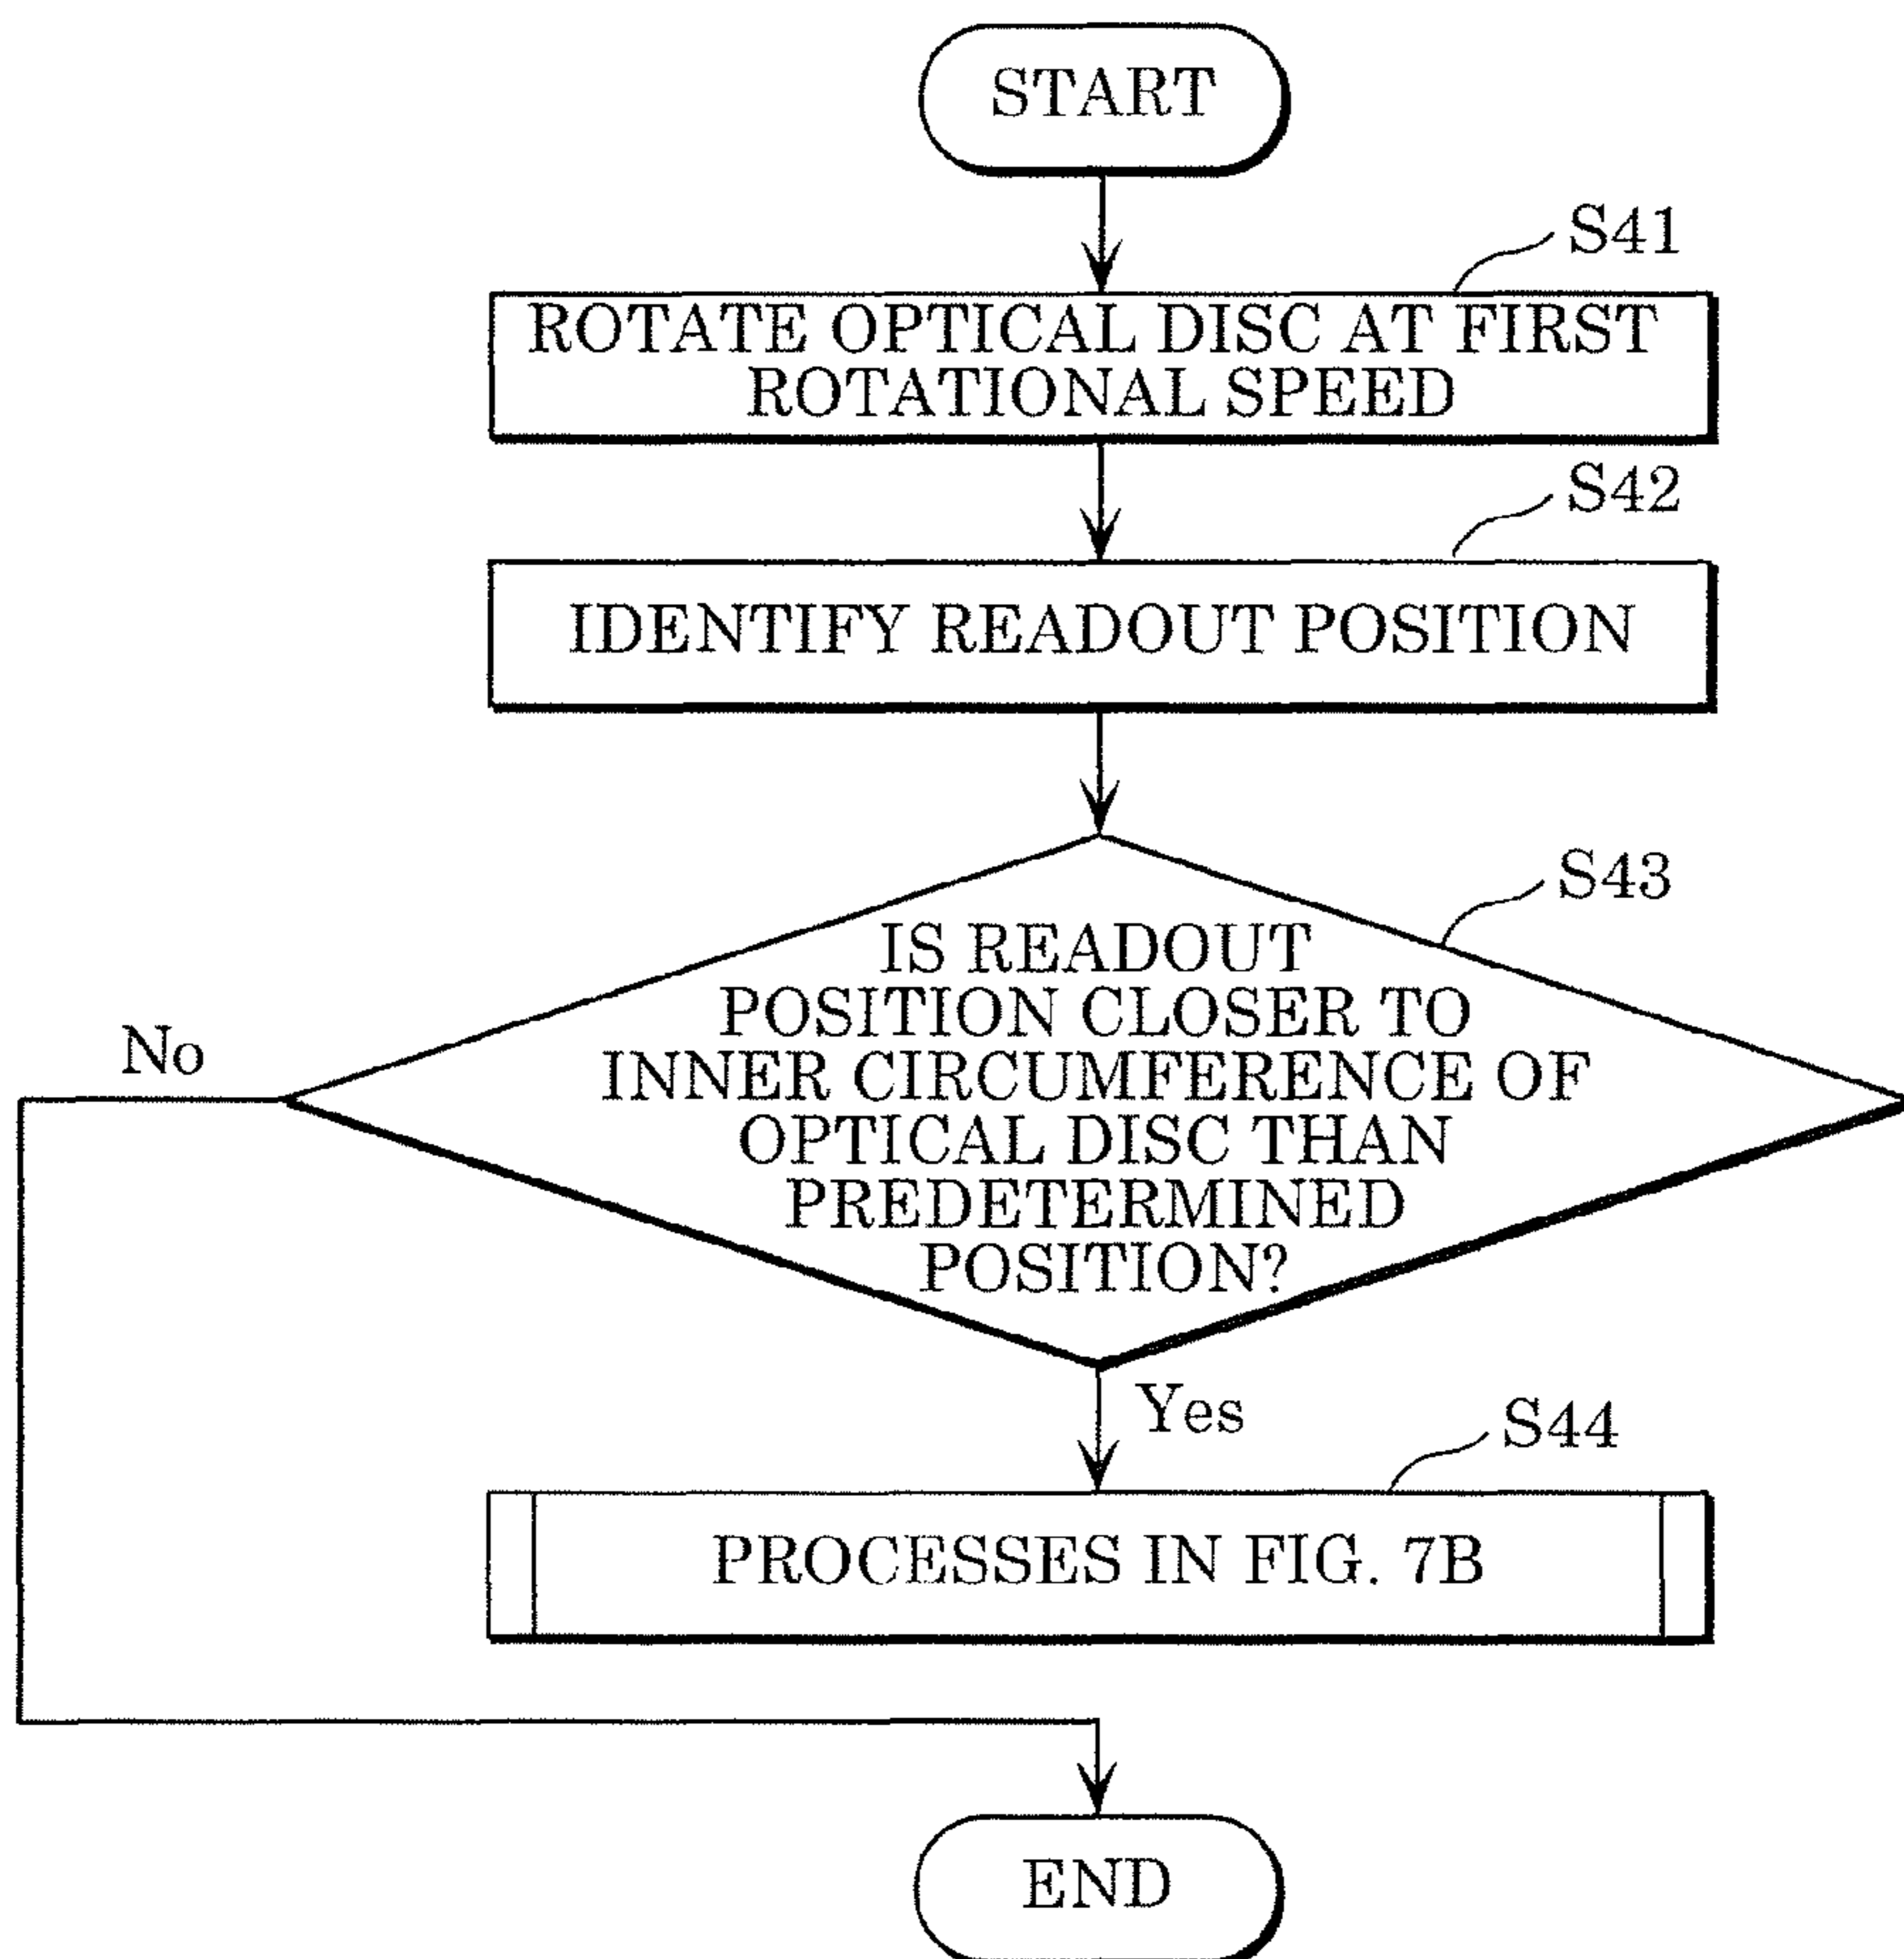 START
S41
ROTATE OPTICAL DISC AT FIRST
ROTATIONAL SPEED
S42
IDENTIFY READOUT POSITION
S43
IS READOUT
POSITION CLOSER TO
INNER CIRCUMFERENCE OF
OPTICAL DISC THAN
PREDETERMINED
POSITION?
No
Yes
S44
PROCESSES IN FIG. 7B
END